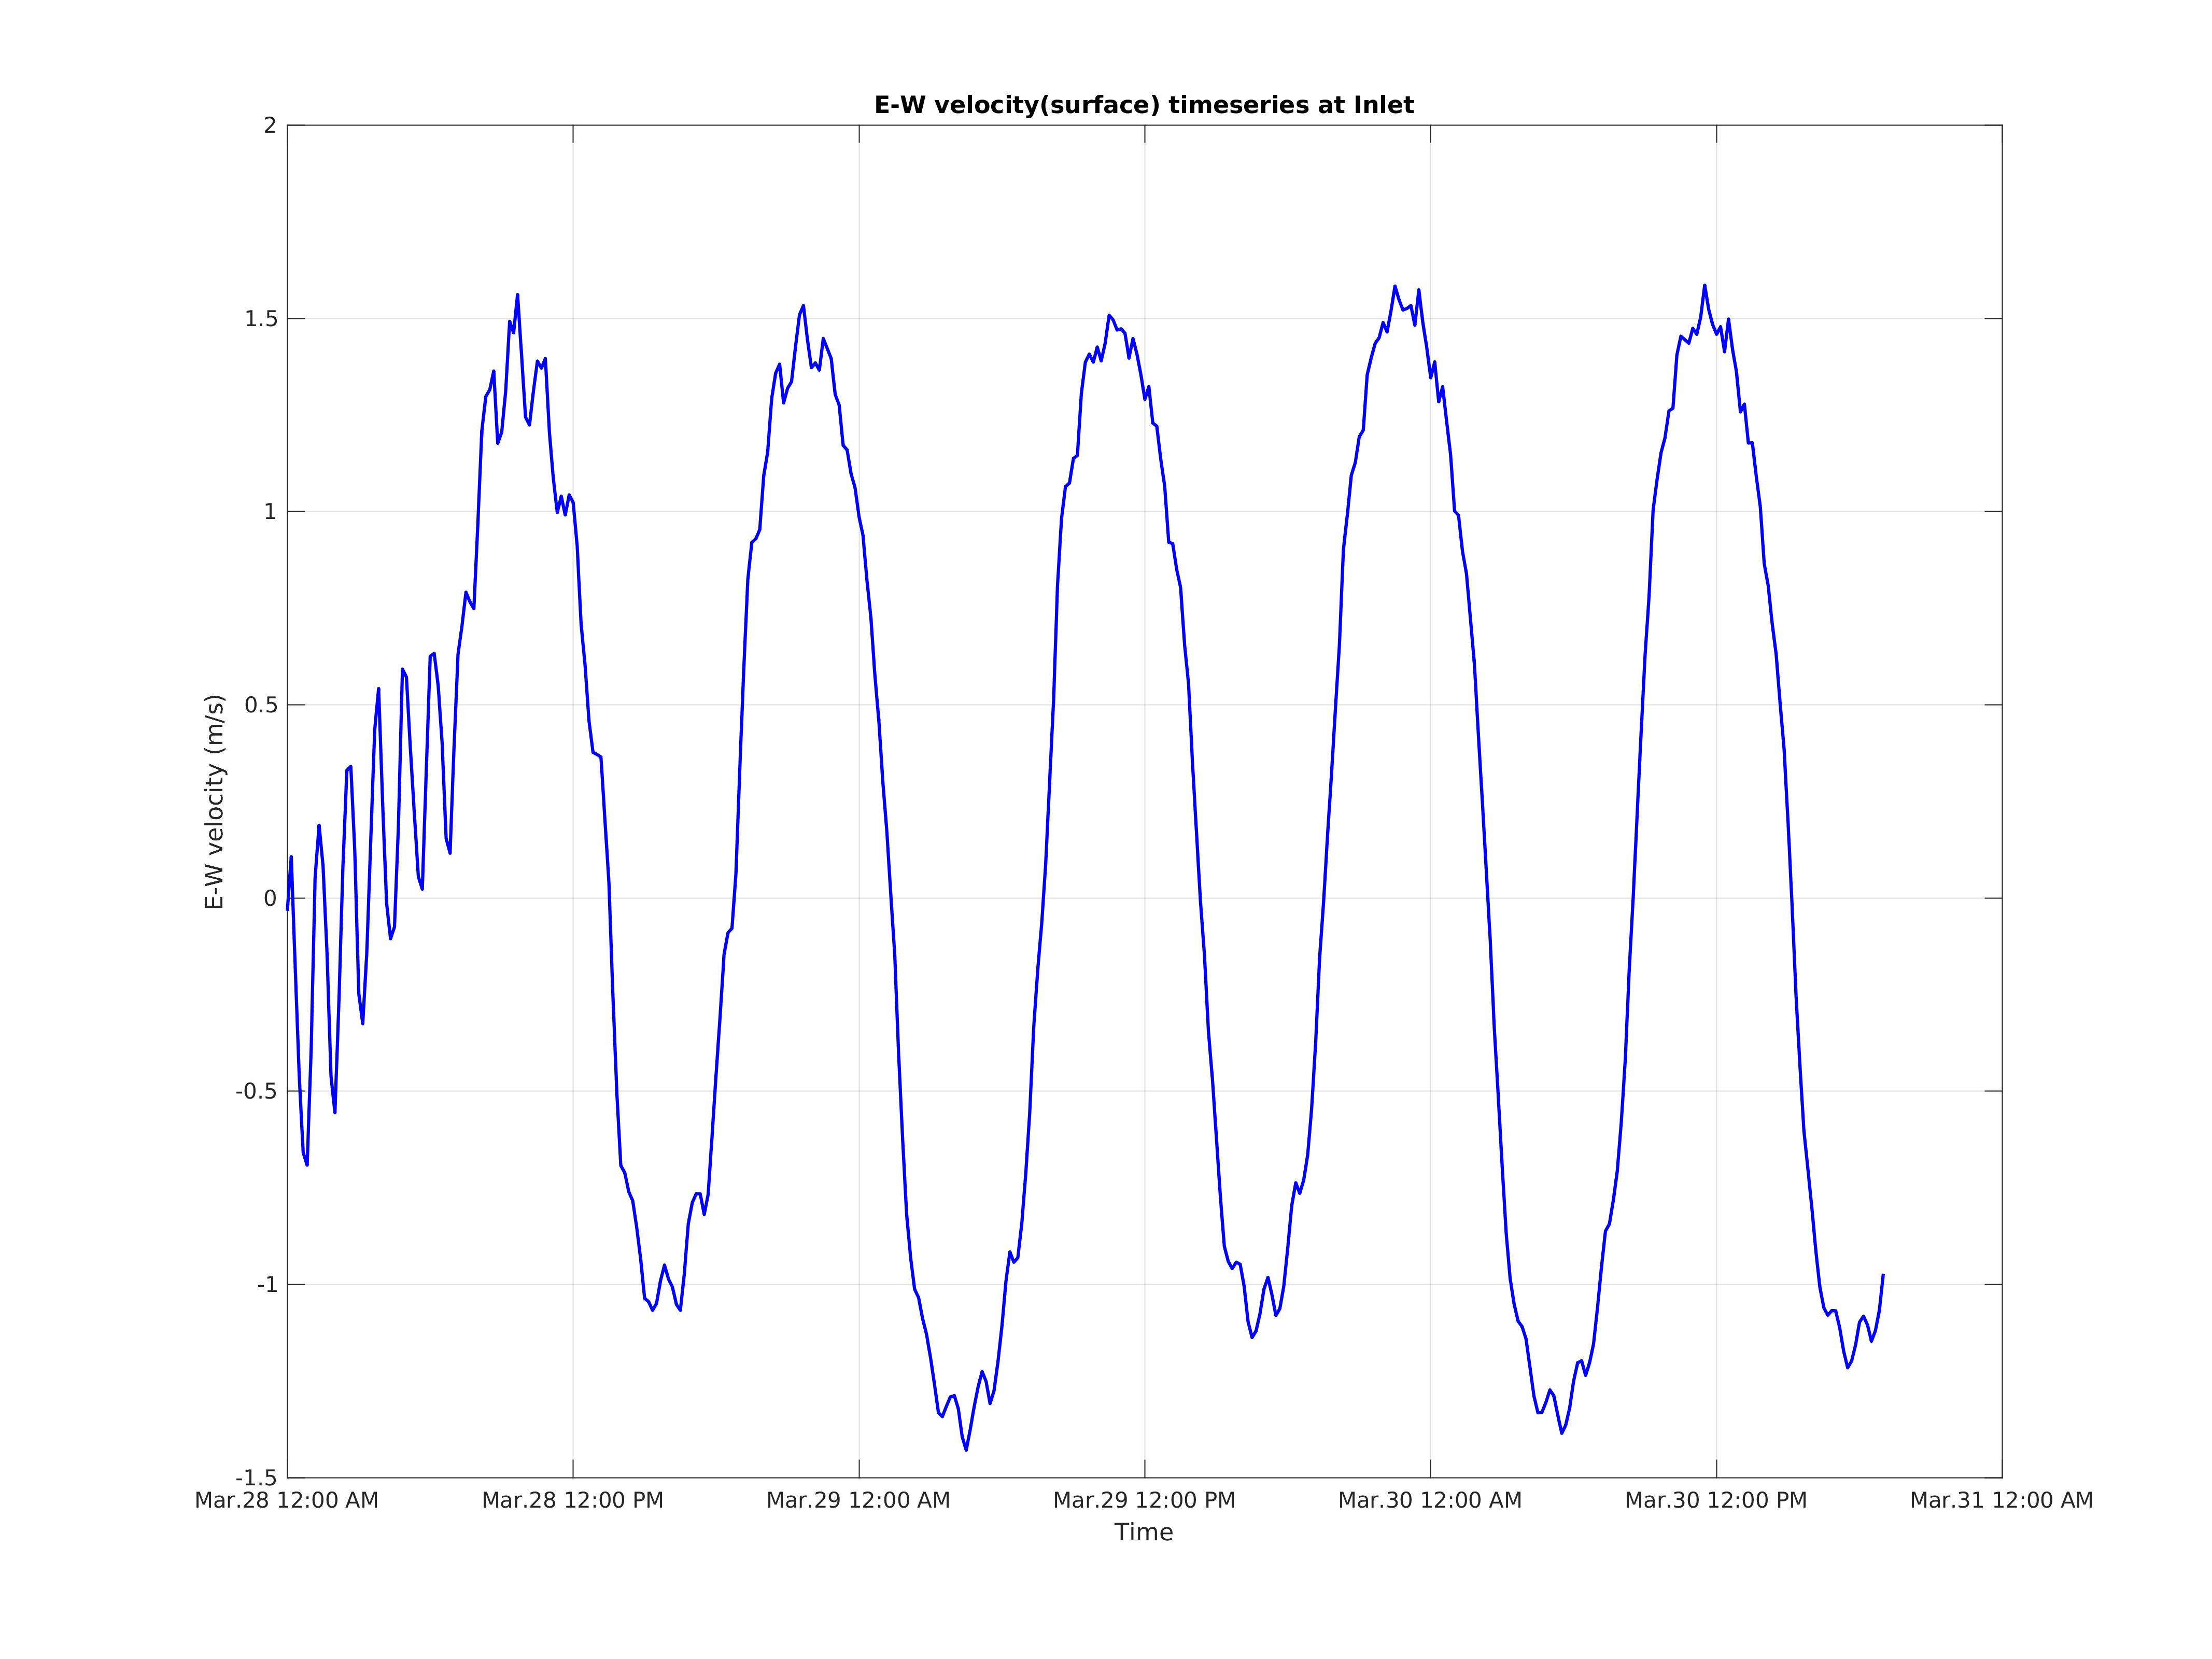 E-W velocity(surface) timeseries at Inlet
2
1.5
1
0.5
0
-0.5
-1
-1.5
E-W velocity (m/s)
Mar.28 12:00 AM
Mar.28 12:00 PM
Mar.29 12:00 AM
Mar.29 12:00 PM
Mar.30 12:00 AM
Mar.30 12:00 PM
Mar.31 12:00 AM
Time